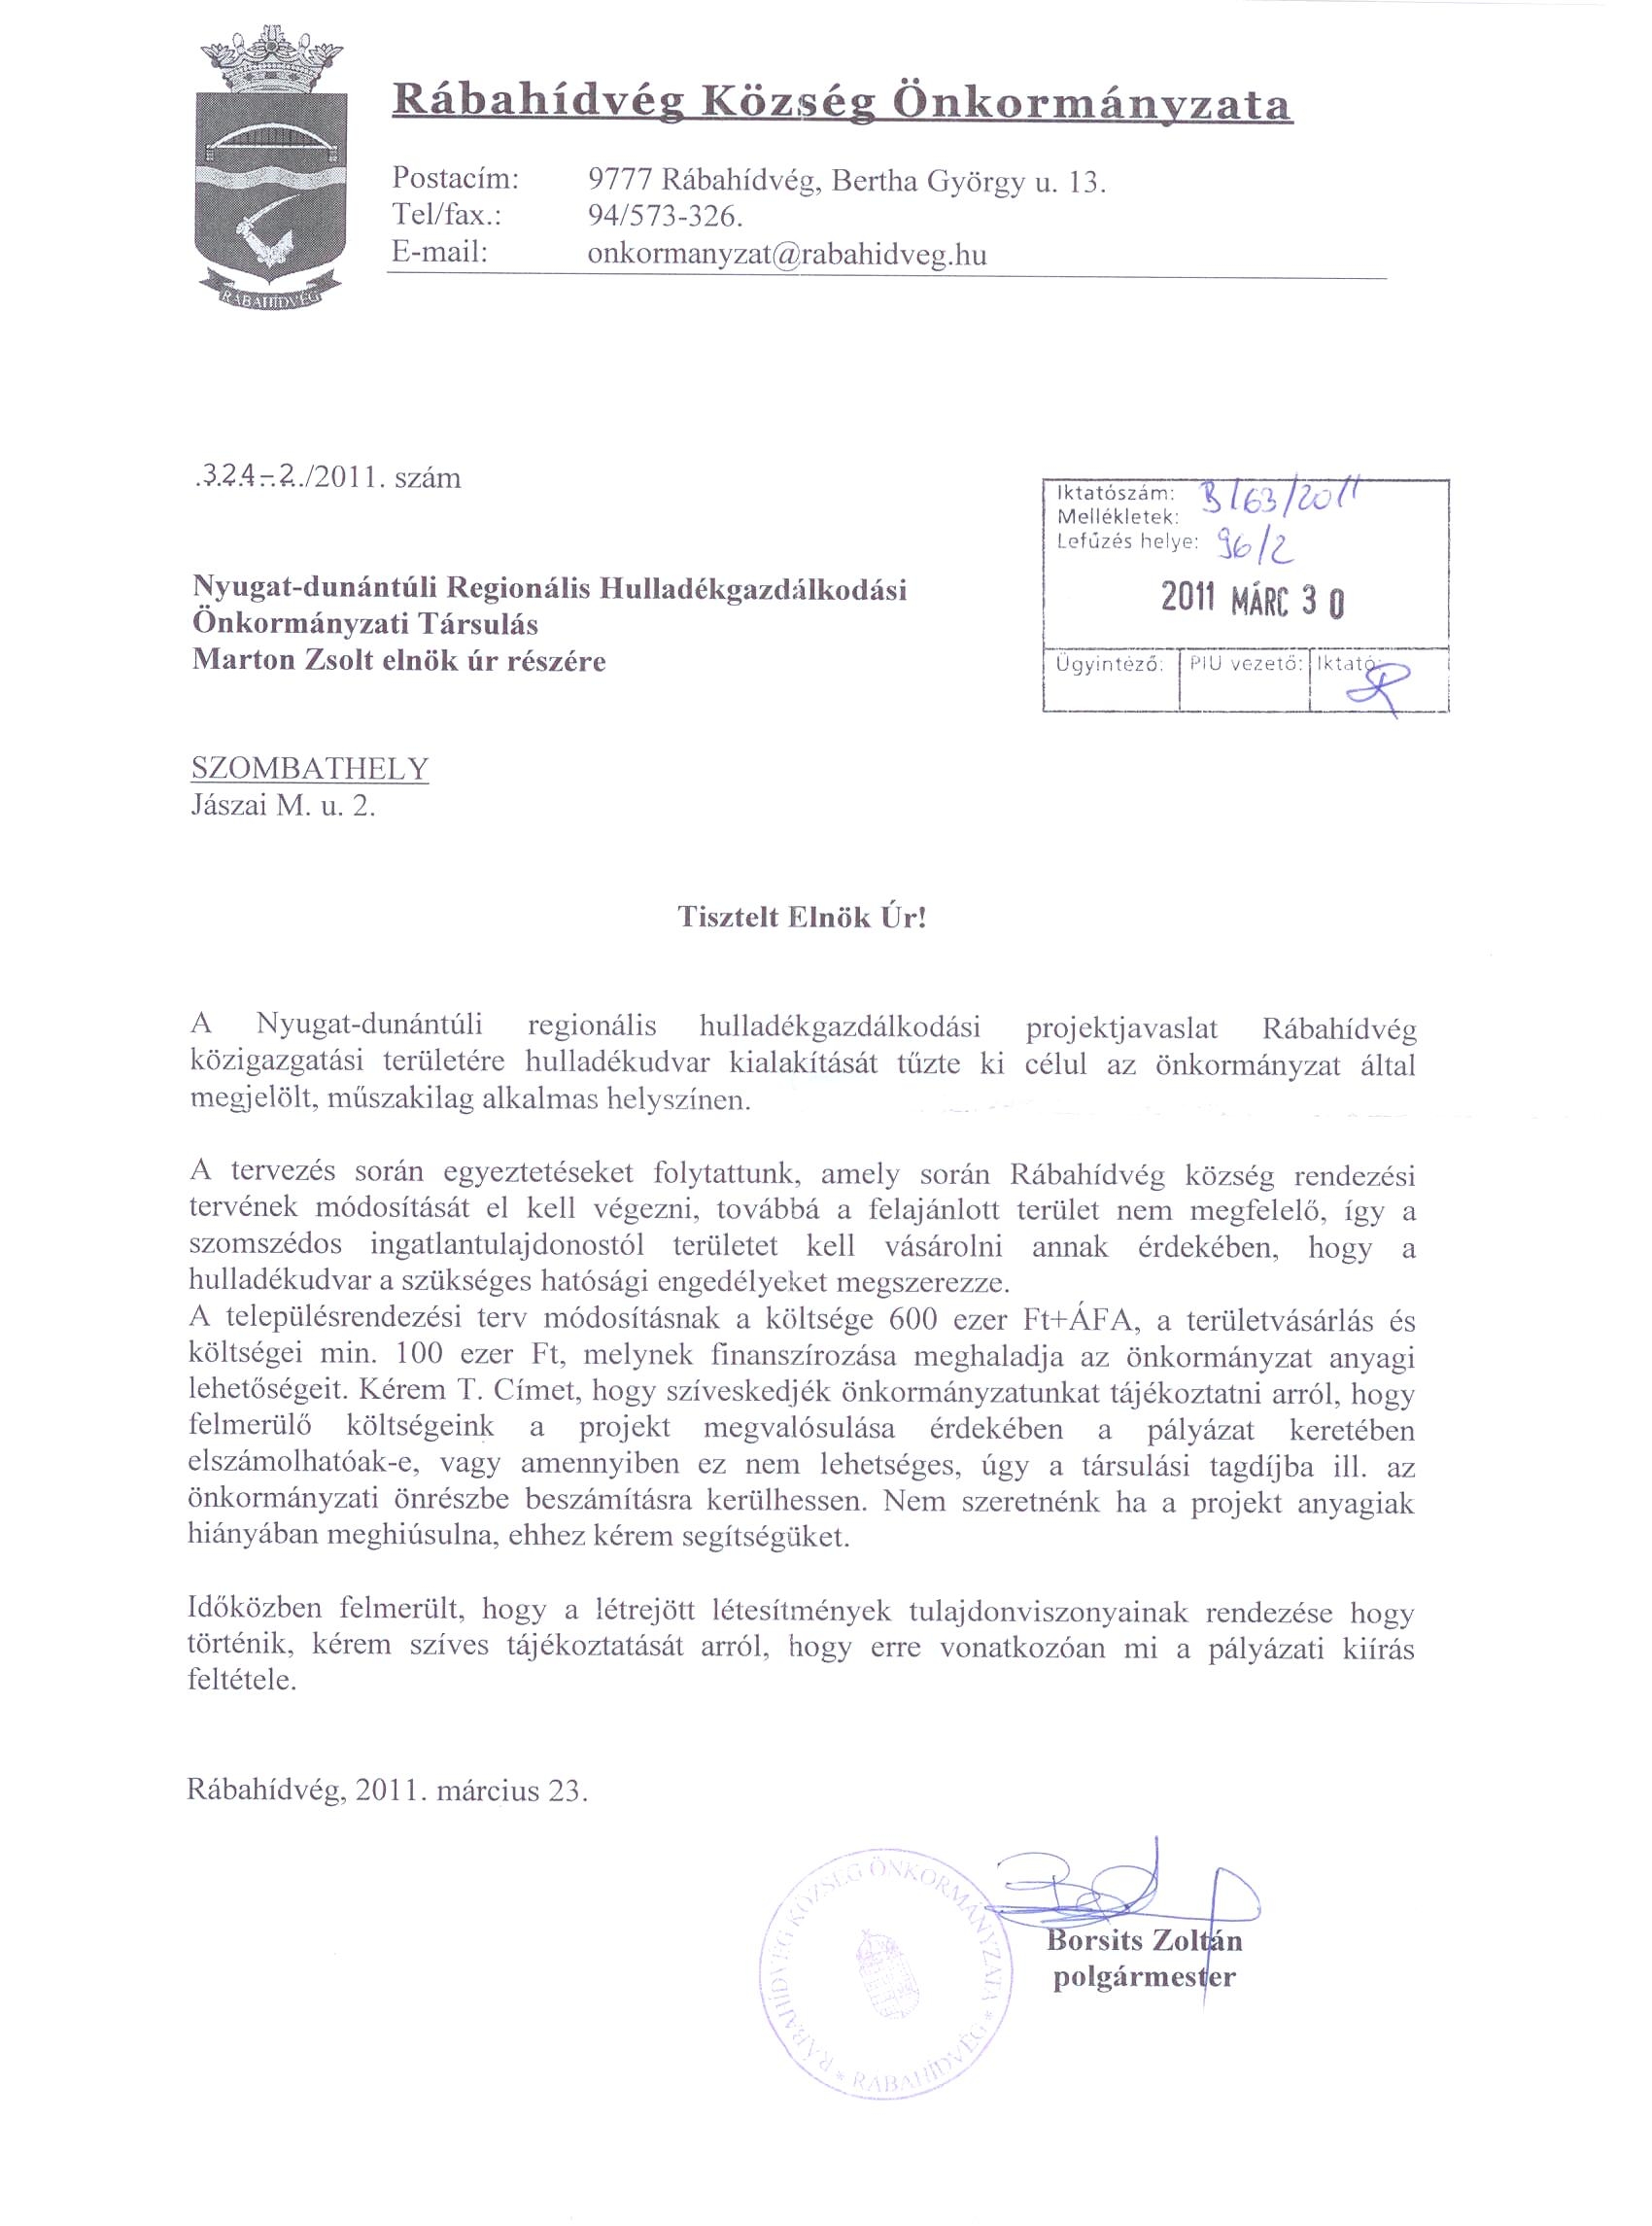 Rábahídvég Község Önkormányzata
Postacím: 9777 Rábahídvég, Bertha György u. 13.
Tel/fax.: 94/573-326.
E-mail: onkormanyzat@rabahidveg.hu
RÁBAHÍDVÉG
.3.2.4.-.2./2011. szám
Iktatószám: B/63/2011
Mellékletek:
Lefűzés helye: 96/2
2011 MÁRC 30
Ügyintéző: PIU vezető: Iktató:
Nyugat-dunántúli Regionális Hulladékgazdálkodási
Önkormányzati Társulás
Marton Zsolt elnök úr részére
SZOMBATHELY
Jászai M. u. 2.
Tisztelt Elnök Úr!
A Nyugat-dunántúli regionális hulladékgazdálkodási projektjavaslat Rábahídvég
közigazgatási területére hulladékudvar kialakítását tűzte ki célul az önkormányzat által
megjelölt, műszakilag alkalmas helyszínen.
A tervezés során egyeztetéseket folytattunk, amely során Rábahídvég község rendezési
tervének módosítását el kell végezni, továbbá a felajánlott terület nem megfelelő, így a
szomszédos ingatlantulajdonostól területet kell vásárolni annak érdekében, hogy a
hulladékudvar a szükséges hatósági engedélyeket megszerezze.
A településrendezési terv módosításnak a költsége 600 ezer Ft+ÁFA, a területvásárlás és
költségei min. 100 ezer Ft, melynek finanszírozása meghaladja az önkormányzat anyagi
lehetőségeit. Kérem T. Címet, hogy szíveskedjék önkormányzatunkat tájékoztatni arról, hogy
felmerülő költségeink a projekt megvalósulása érdekében a pályázat keretében
elszámolhatóak-e, vagy amennyiben ez nem lehetséges, úgy a társulási tagdíjba ill. az
önkormányzati önrészbe beszámításra kerülhessen. Nem szeretnénk ha a projekt anyagiak
hiányában meghiúsulna, ehhez kérem segítségüket.
Időközben felmerült, hogy a létrejött létesítmények tulajdonviszonyainak rendezése hogy
történik, kérem szíves tájékoztatását arról, hogy erre vonatkozóan mi a pályázati kiírás
feltétele.
Rábahídvég, 2011. március 23.
RÁBAHÍDVÉG KÖZSÉG ÖNKORMÁNYZATA * RÁBAHÍDVÉG *
Borsits Zoltán
polgármester